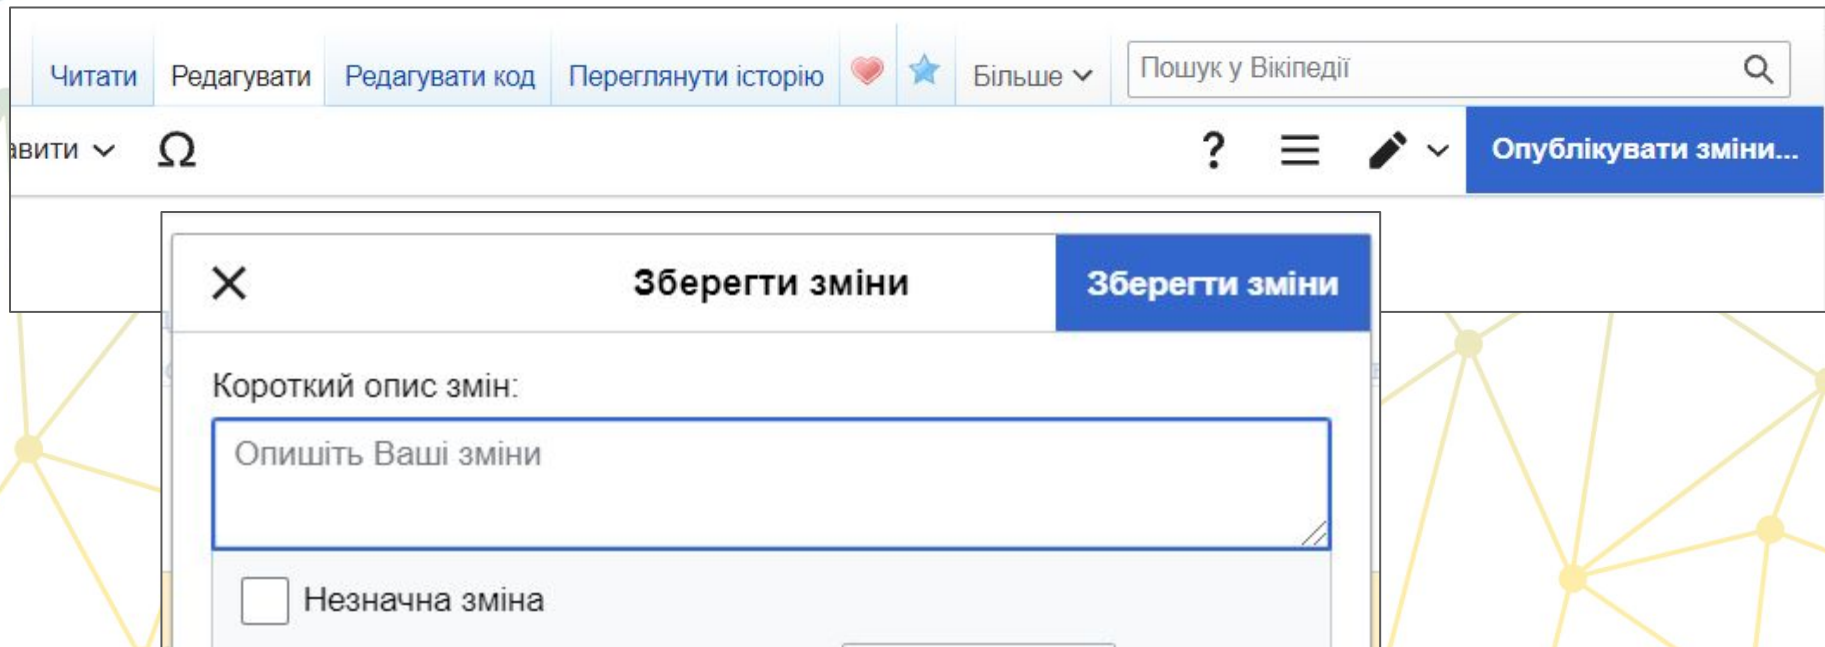 Читати Редагувати Редагувати код Переглянути історію Більше Пошук у Вікіпедії
авити Ω ? Опублікувати зміни...
Зберегти зміни Зберегти зміни
Короткий опис змін:
Опишіть Ваші зміни
Незначна зміна